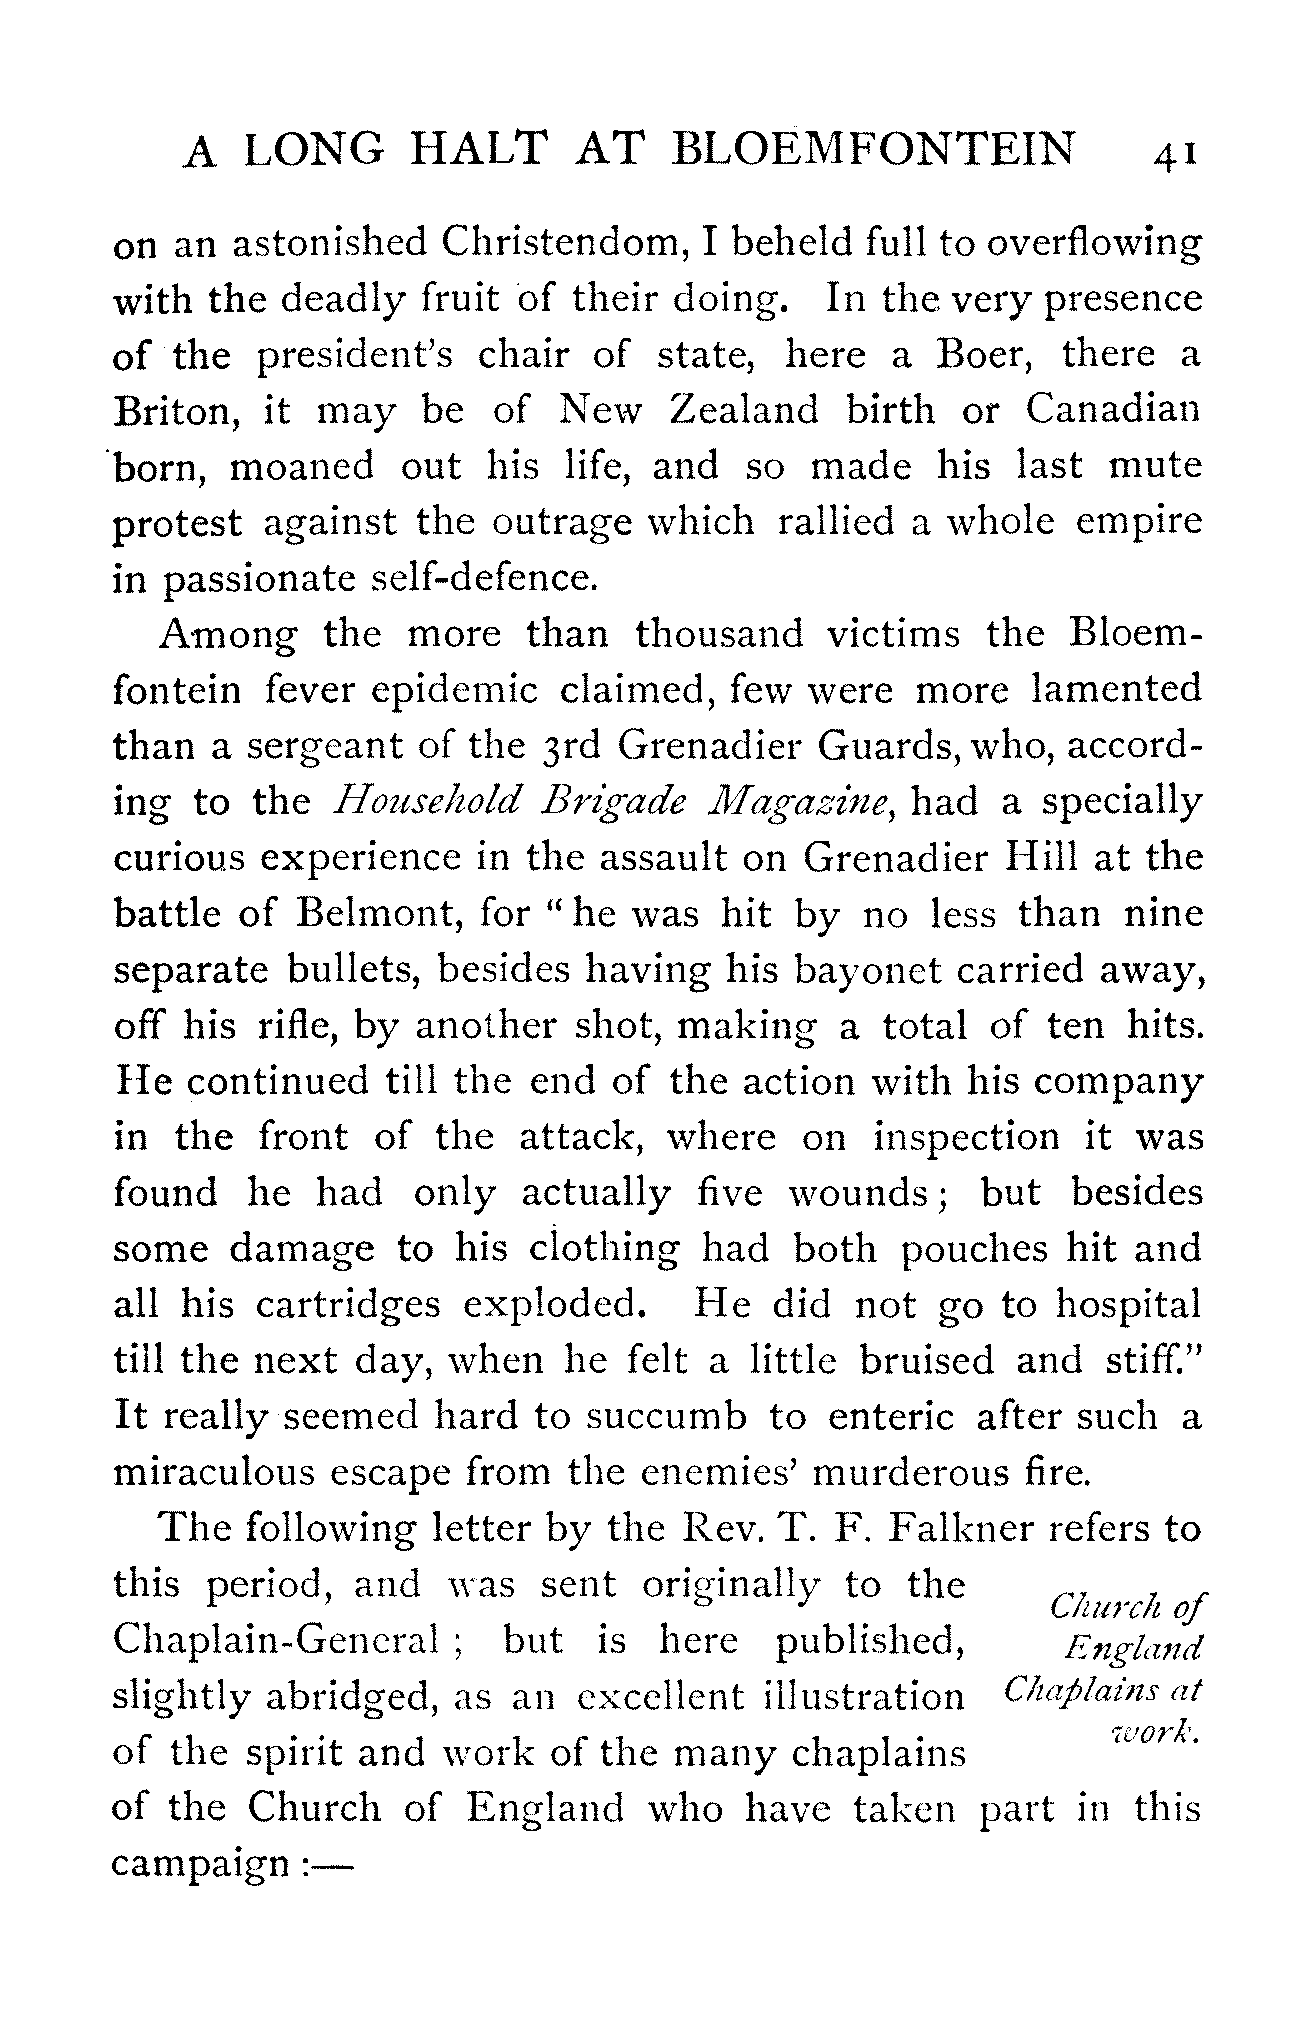 A LONG HALT AT BLOEMFONTEIN 41
on an astonished Christendom, I beheld full to overflowing
with the deadly fruit of their doing. In the very presence
of the president's chair of state, here a Boer, there a
Briton, it may be of New Zealand birth or Canadian
born, moaned out his life, and so made his last mute
protest against the outrage which rallied a whole empire
in passionate self-defence.
Among the more than thousand victims the Bloem-
fontein fever epidemic claimed, few were more lamented
than a sergeant of the 3rd Grenadier Guards, who, accord-
ing to the Household Brigade Magazine, had a specially
curious experience in the assault on Grenadier Hill at the
battle of Belmont, for “ he was hit by no less than nine
separate bullets, besides having his bayonet carried away,
off his rifle, by another shot, making a total of ten hits.
He continued till the end of the action with his company
in the front of the attack, where on inspection it was
found he had only actually five wounds ; but besides
some damage to his clothing had both pouches hit and
all his cartridges exploded. He did not go to hospital
till the next day, when he felt a little bruised and stiff.”
It really seemed hard to succumb to enteric after such a
miraculous escape from the enemies' murderous fire.
The following letter by the Rev. T. F. Falkner refers to
this period, and was sent originally to the
Chaplain-General ; but is here published,
slightly abridged, as an excellent illustration
of the spirit and work of the many chaplains
Church of
England
Chaplains at
work.
of the Church of England who have taken part in this
campaign :—